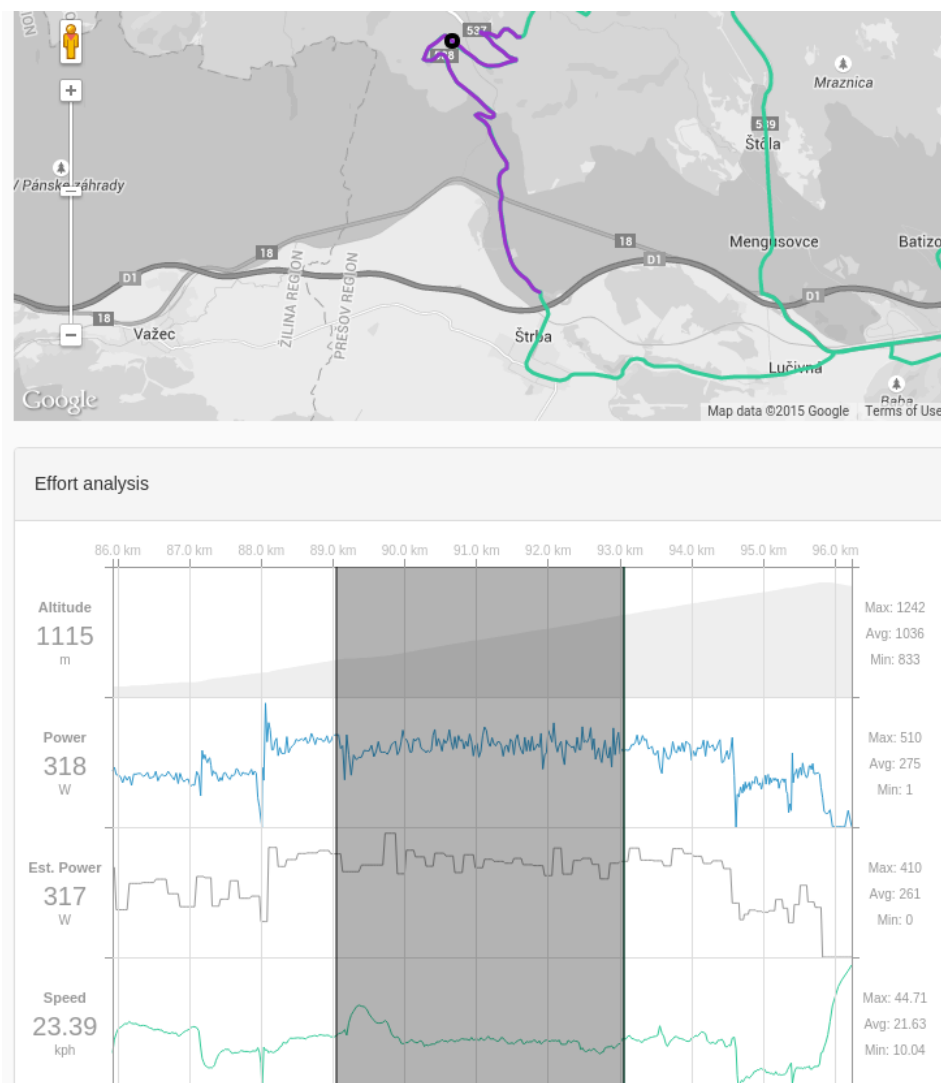 ION
537
538
Mraznica
539
Štôla
V Pánske záhrady
18
18
Mengusovce
Batizo
D1
D1
ŽILINA REGION
PREŠOV REGION
D1
18
Važec
Štrba
Lučivná
Baba
Google
Map data ©2015 Google
Terms of Use
Effort analysis
86.0 km 87.0 km 88.0 km 89.0 km 90.0 km 91.0 km 92.0 km 93.0 km 94.0 km 95.0 km 96.0 km
Altitude
1115
m
Max: 1242
Avg: 1036
Min: 833
Power
318
W
Max: 510
Avg: 275
Min: 1
Est. Power
317
W
Max: 410
Avg: 261
Min: 0
Speed
23.39
kph
Max: 44.71
Avg: 21.63
Min: 10.04